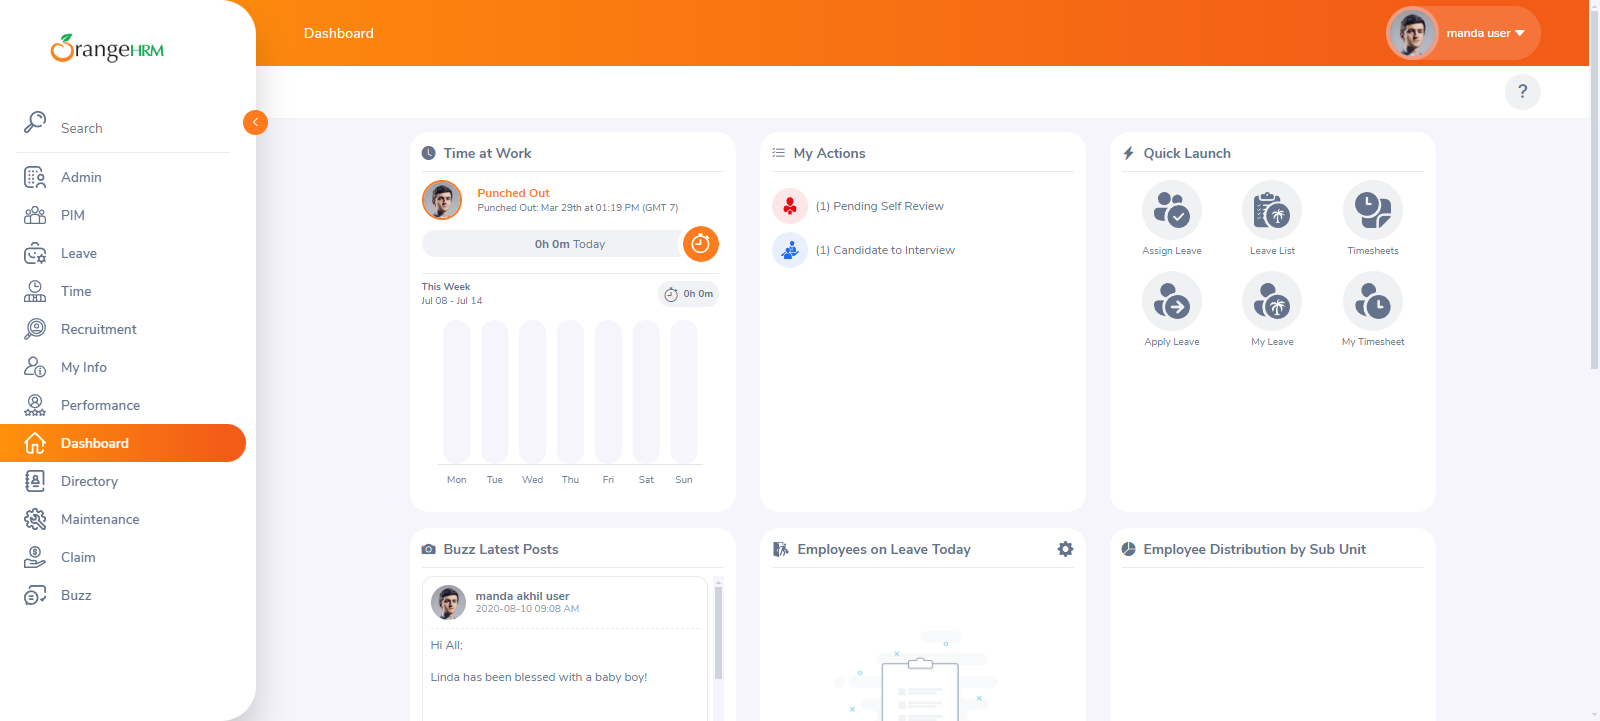 OrangeHRM
Dashboard
manda user
?
Search
Admin
PIM
Leave
Time
Recruitment
My Info
Performance
Dashboard
Directory
Maintenance
Claim
Buzz
Time at Work
Punched Out
Punched Out: Mar 29th at 01:19 PM (GMT 7)
0h 0m Today
This Week
Jul 08 - Jul 14
0h 0m
Mon Tue Wed Thu Fri Sat Sun
My Actions
(1) Pending Self Review
(1) Candidate to Interview
Quick Launch
Assign Leave Leave List Timesheets
Apply Leave My Leave My Timesheet
Buzz Latest Posts
manda akhil user
2020-08-10 09:08 AM
Hi All;
Linda has been blessed with a baby boy!
Employees on Leave Today
Employee Distribution by Sub Unit